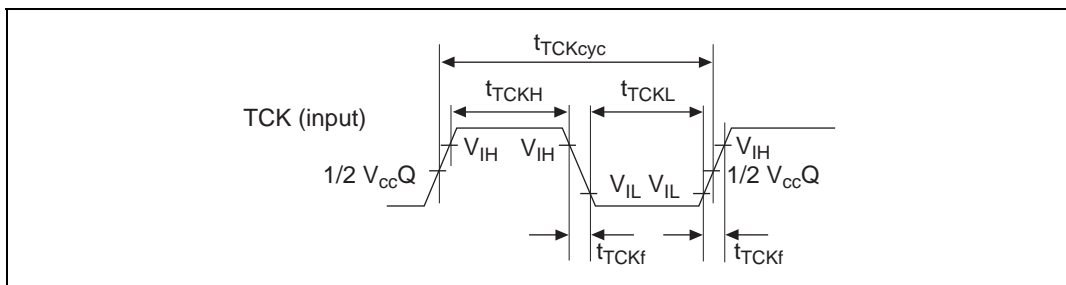 tTCKcyc
tTCKH tTCKL
TCK (input)
VIH VIH VIH
1/2 VccQ VIL VIL 1/2 VccQ
tTCKf tTCKf